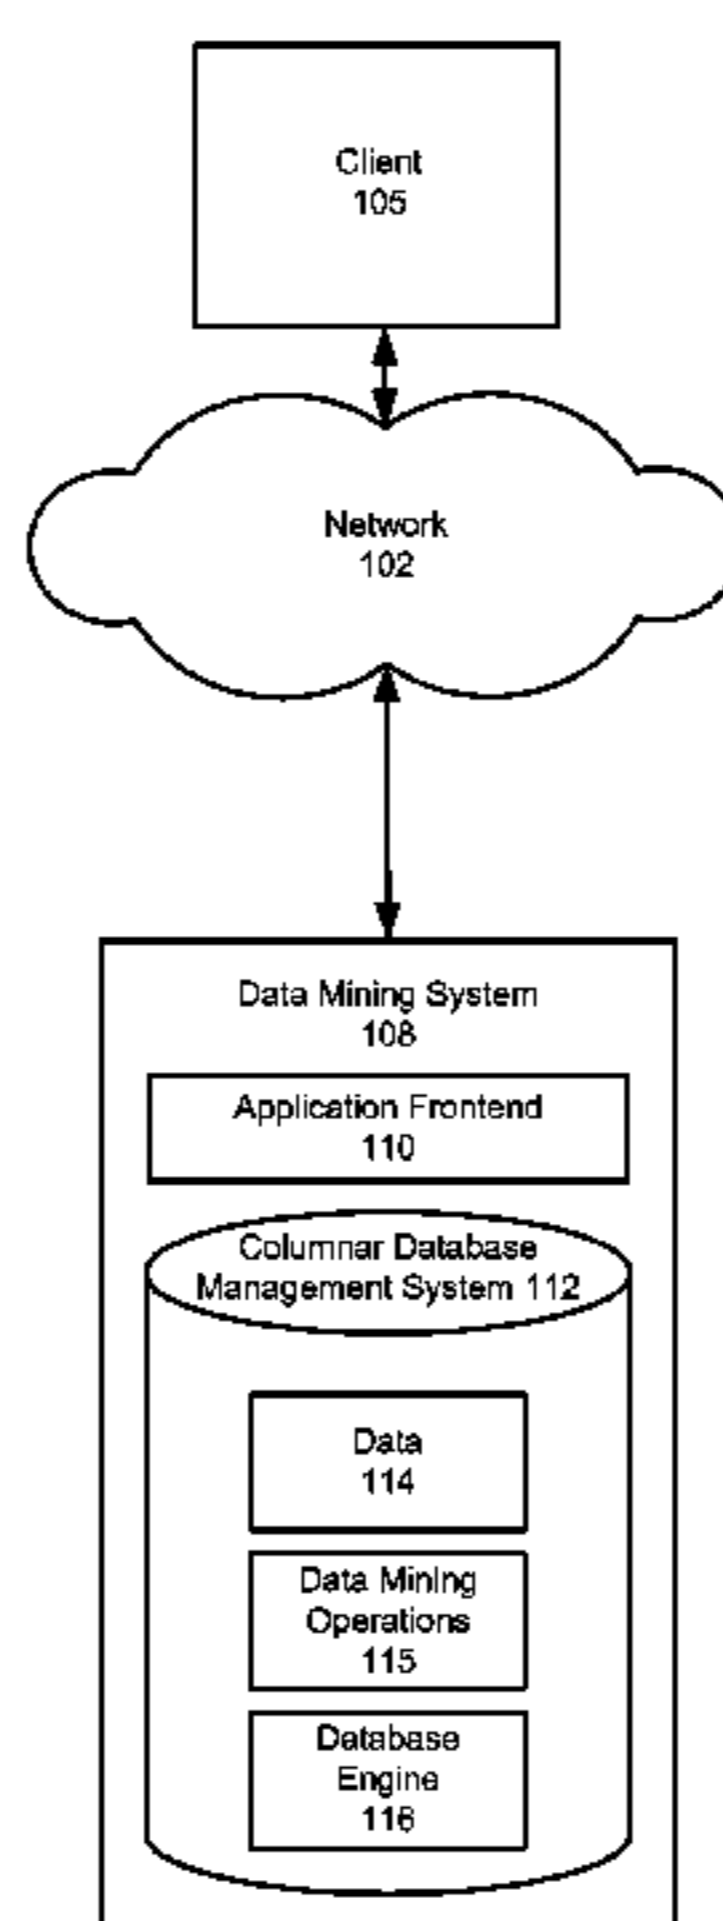 Client
105
Network
102
Data Mining System
108
Application Frontend
110
Columnar Database
Management System 112
Data
114
Data Mining
Operations
115
Database
Engine
116